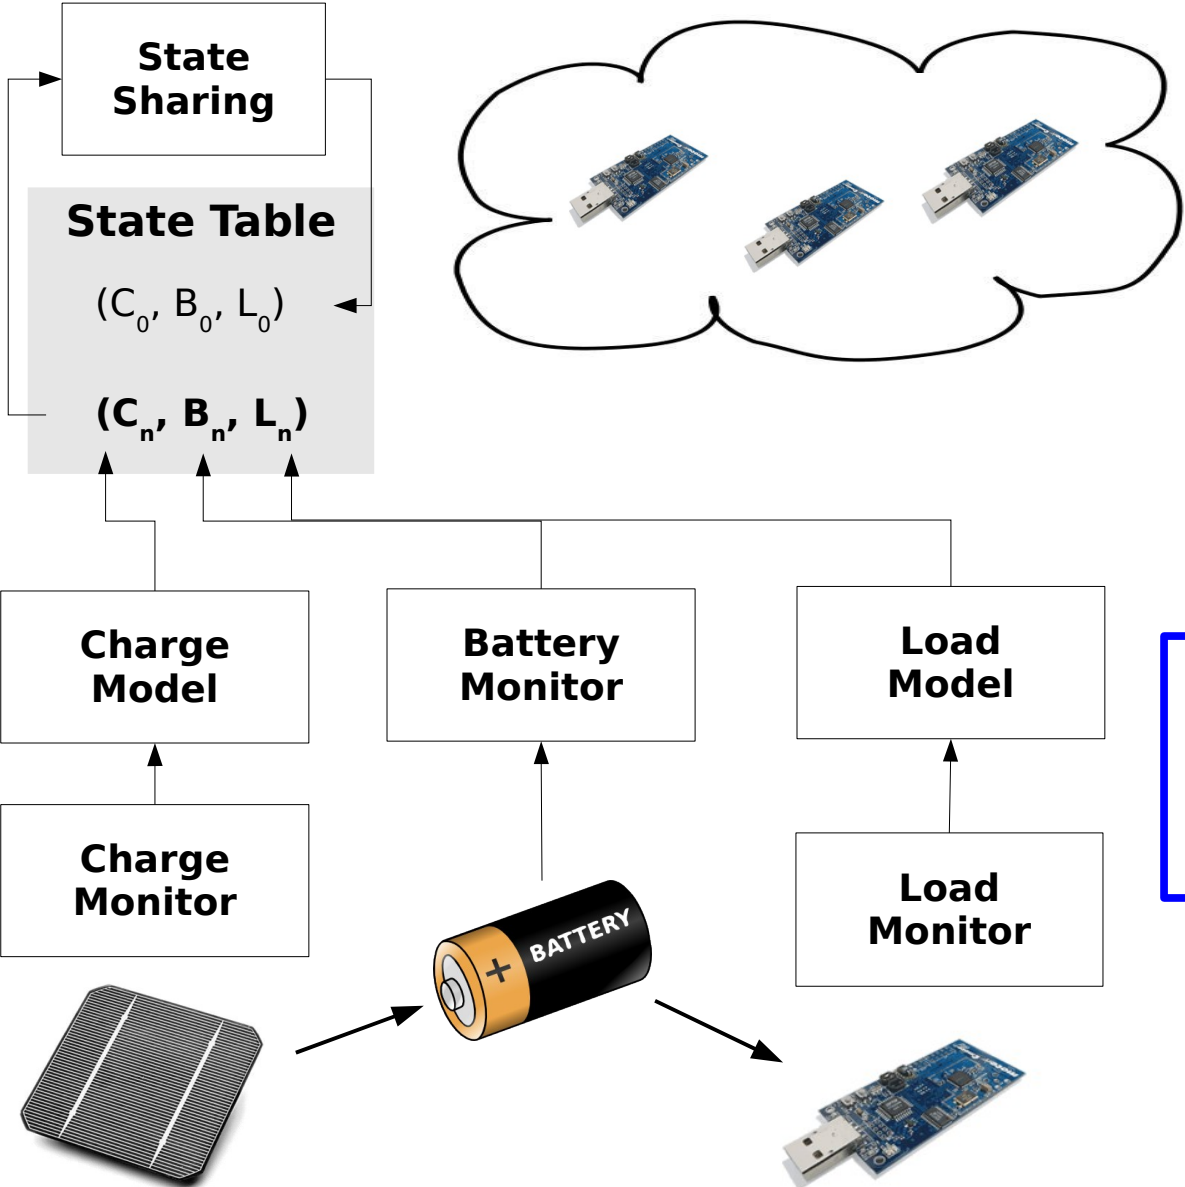 State
Sharing
State Table
(C₀, B₀, L₀)
(Cₙ, Bₙ, Lₙ)
Charge
Model
Battery
Monitor
Load
Model
Charge
Monitor
Load
Monitor
+
BATTERY